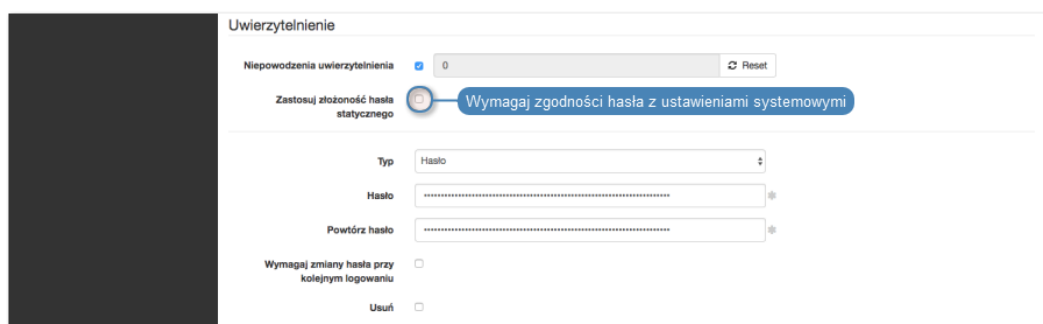 Uwierzytelnienie
Niepowodzenia uwierzytelnienia 0 Reset
Zastosuj złożoność hasła
statycznego
Wymagaj zgodności hasła z ustawieniami systemowymi
Typ Hasło
Hasło
Powtórz hasło
Wymagaj zmiany hasła przy
kolejnym logowaniu
Usuń